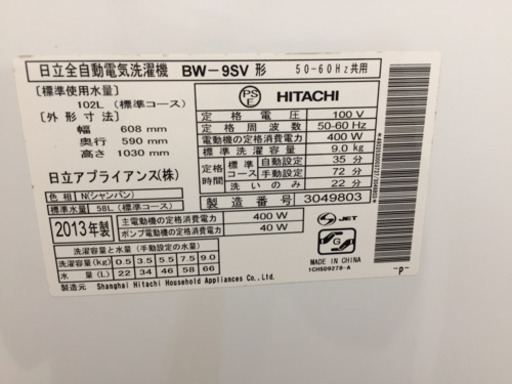 日立全自動電気洗濯機 BW-9SV 形 50-60Hz共用
[標準使用水量]
102L (標準コース)
[外形寸法]
幅 608 mm
奥行 590 mm
高さ 1030 mm
日立アプライアンス(株)
色相 N(シャンパン)
標準水量 58L (標準コース)
2013年製
主電動機の定格消費電力 400 W
ポンプ電動機の定格消費電力 40 W
PS
E
HITACHI
定格電圧 100 V
定格周波数 50-60 Hz
電動機の定格消費電力 400 W
標準洗濯容量 9.0 kg
定格時間 標準コース 自動設定 35 分
手動設定 72 分
洗いのみ 22 分
製造番号 3049803
洗濯容量と水量 (手動設定の水量)
洗濯容量(kg) 0.5 3.5 5.5 7.5 9.0
水量(L) 22 34 46 58 66
製造元 Shanghai Hitachi Household Appliances Co., Ltd.
S JET
G
MADE IN CHINA
1CHSD9278-A
"P"